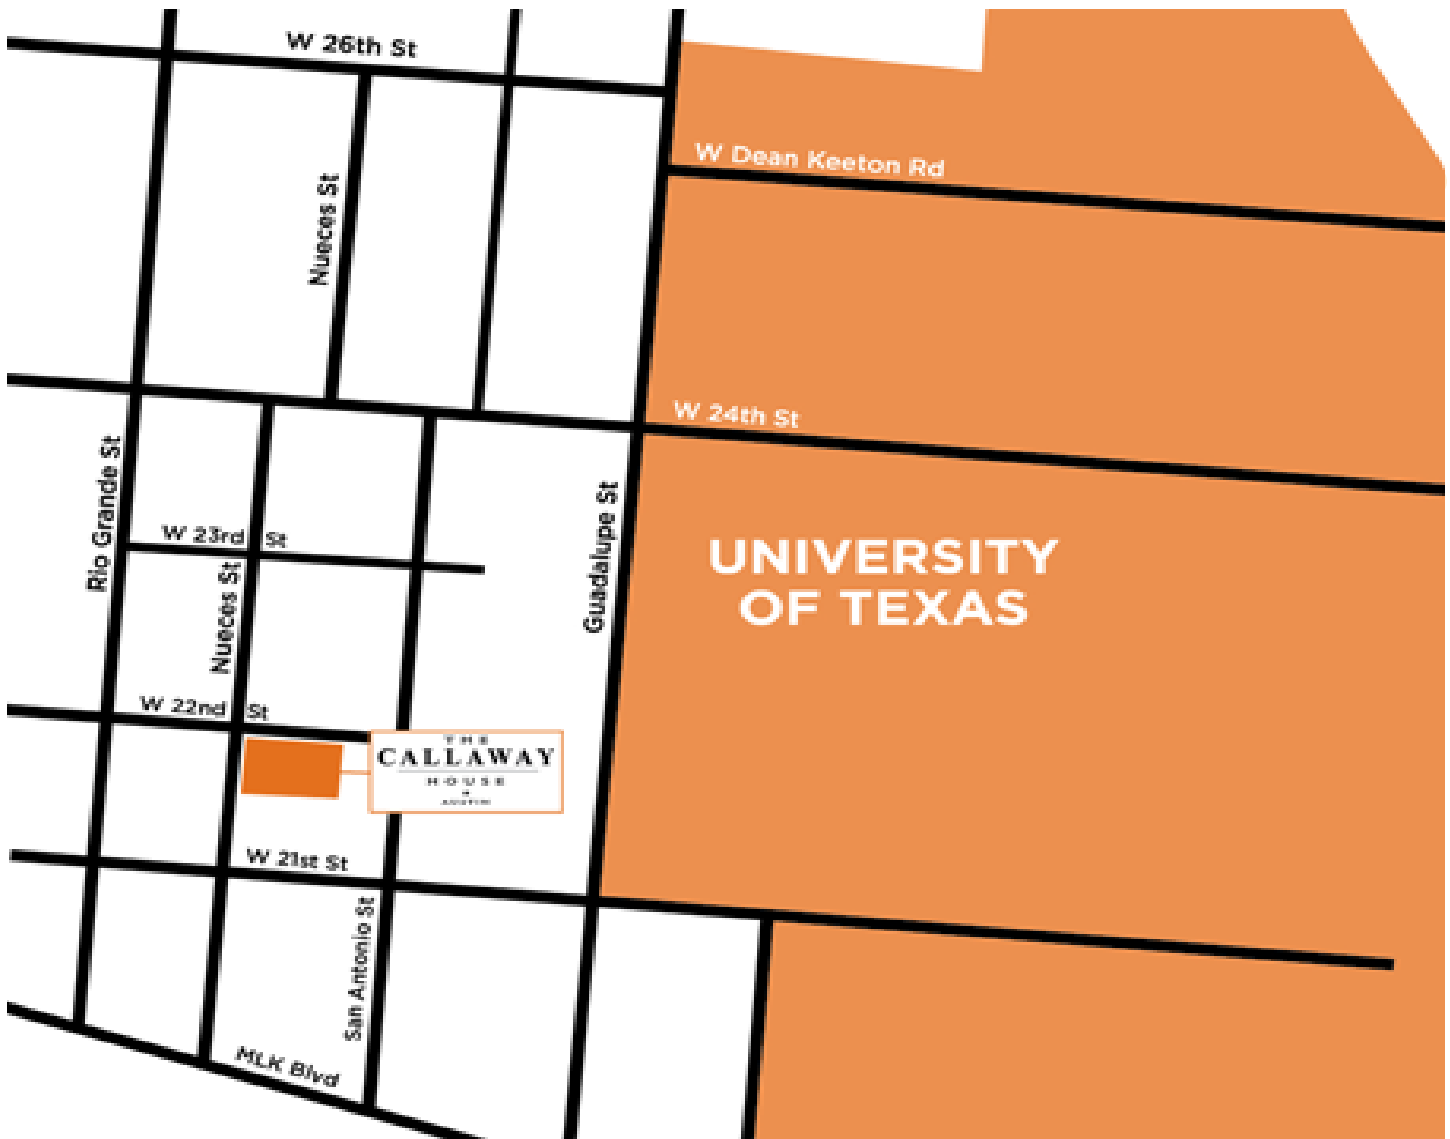 W 26th St
W Dean Keeton Rd
Nueces St
W 24th St
Rio Grande St
Guadalupe St
W 23rd St
UNIVERSITY
OF TEXAS
Nueces St
W 22nd St
THE
CALLAWAY
HOUSE
AUSTIN
W 21st St
San Antonio St
MLK Blvd